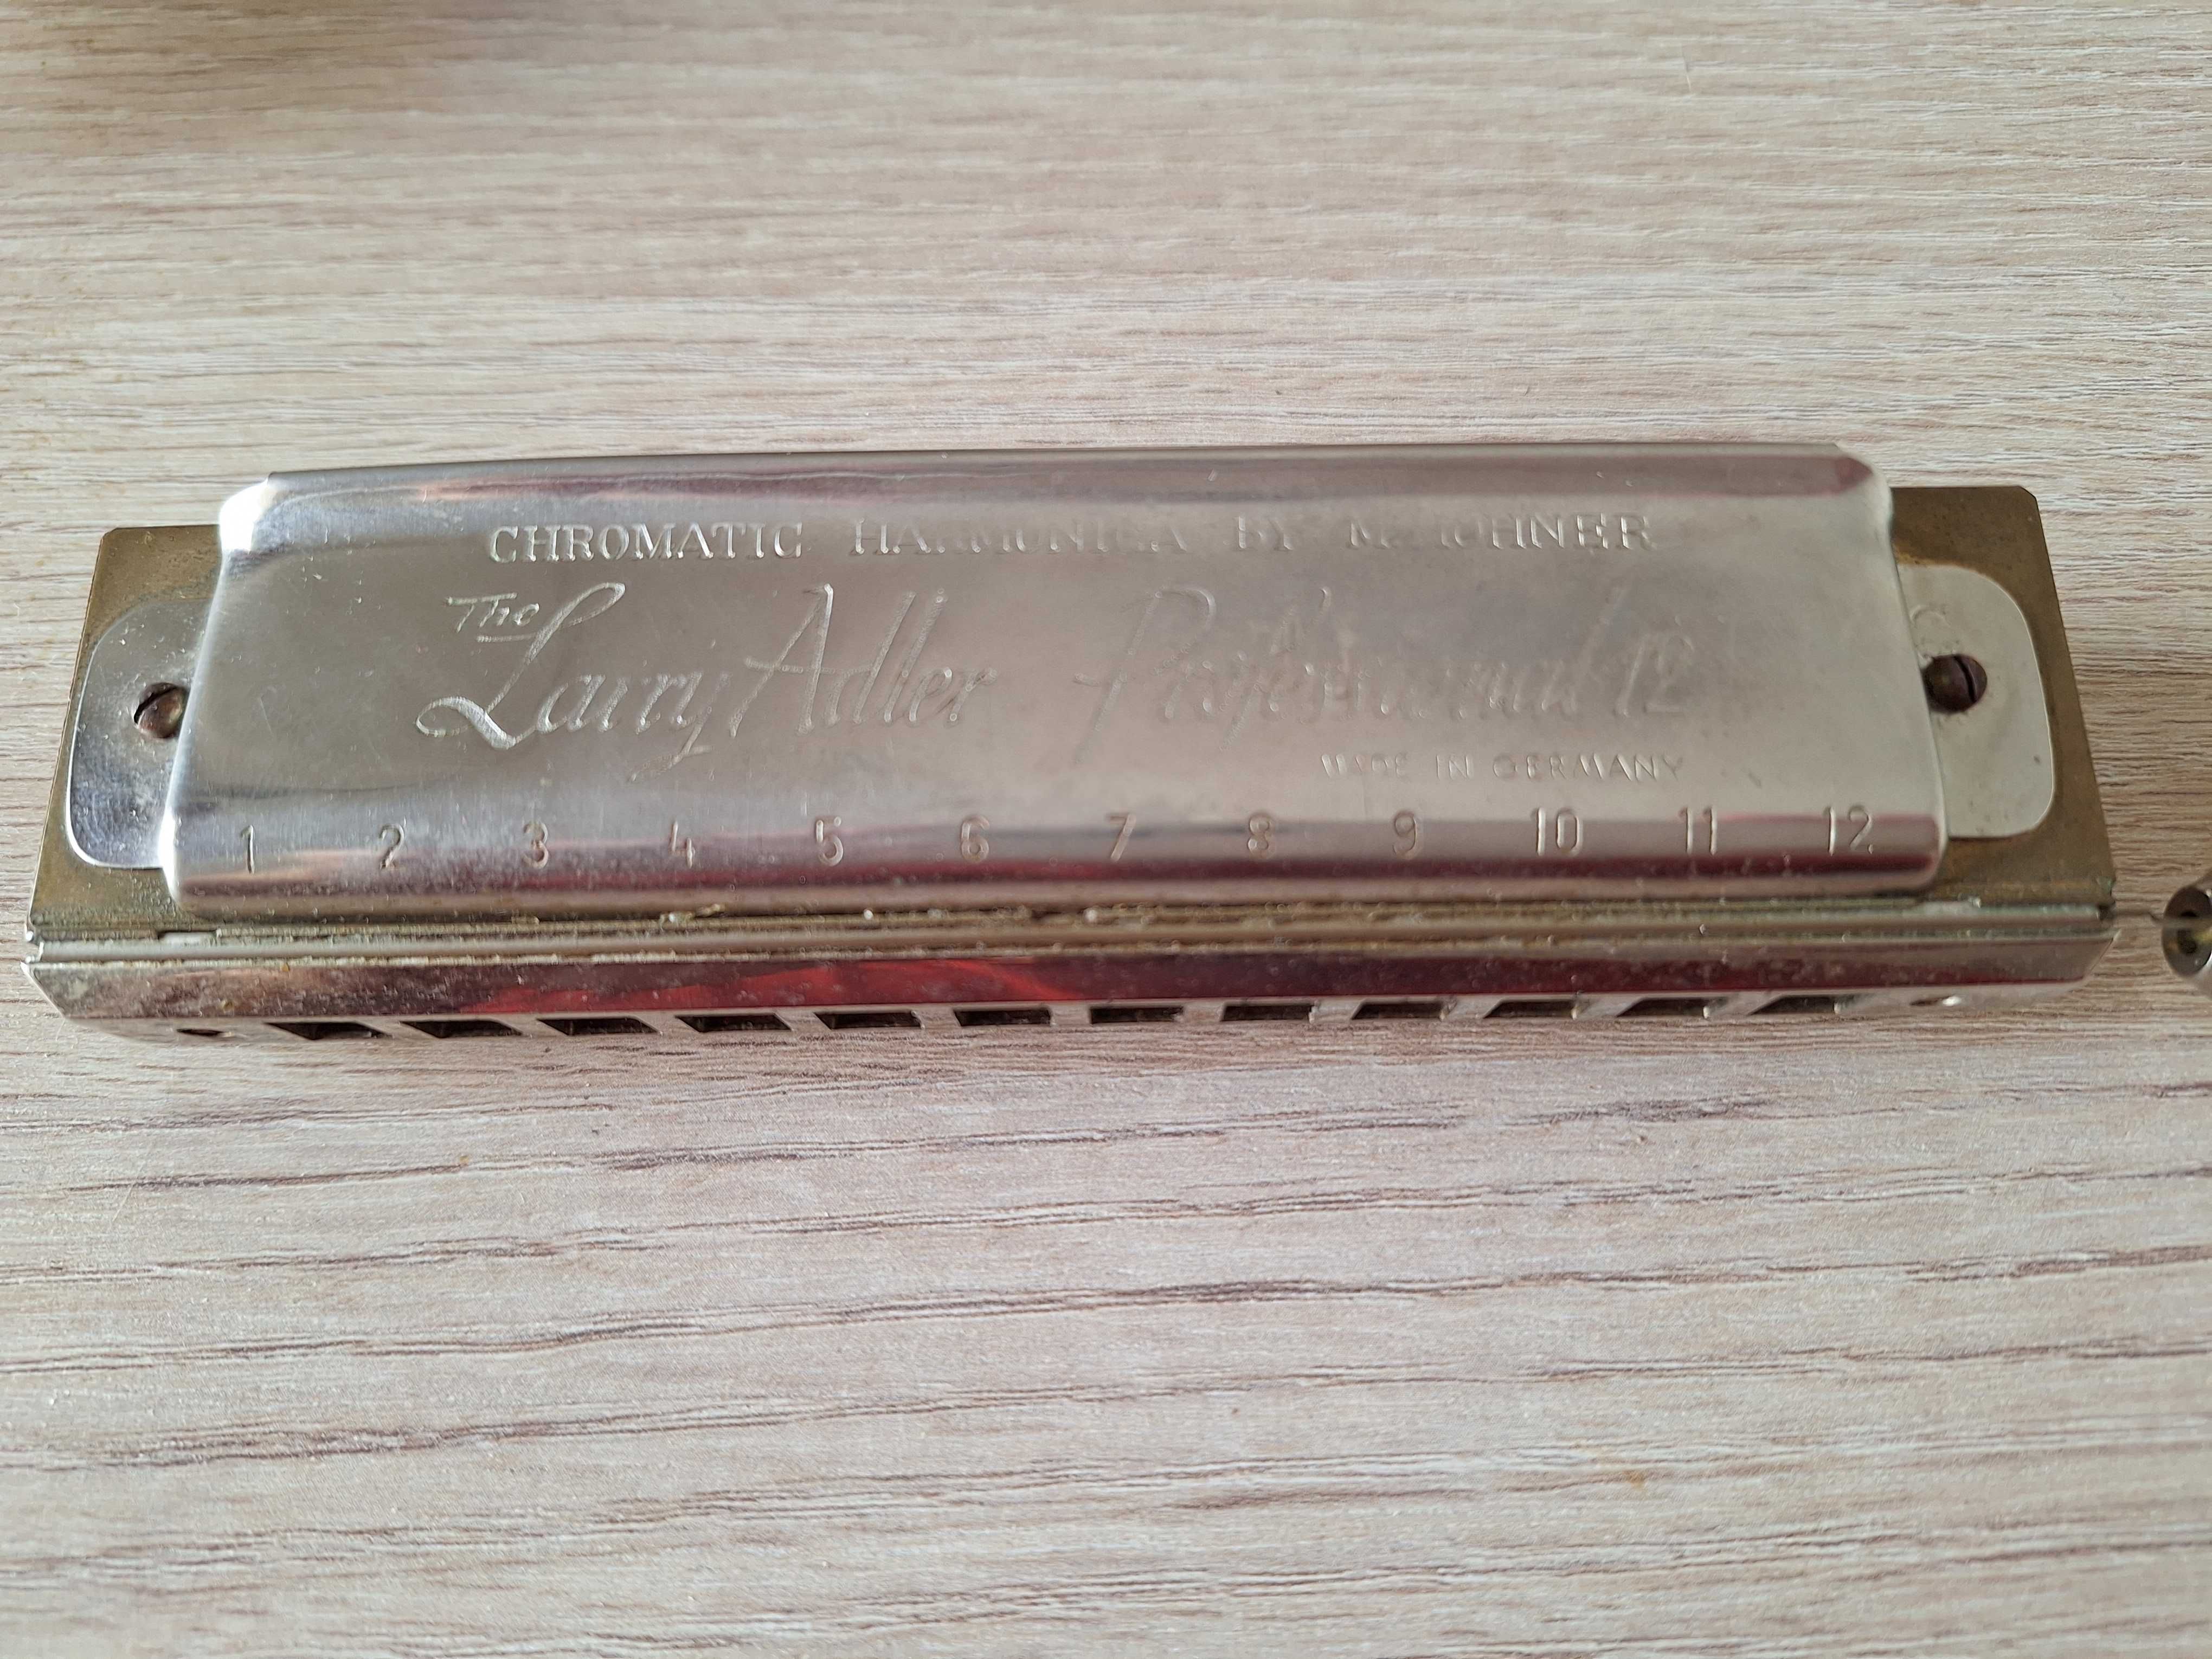 CHROMATIC HARMONICA BY M. HOHNER
The
Larry Adler Professional 12
MADE IN GERMANY
1 2 3 4 5 6 7 8 9 10 11 12
C